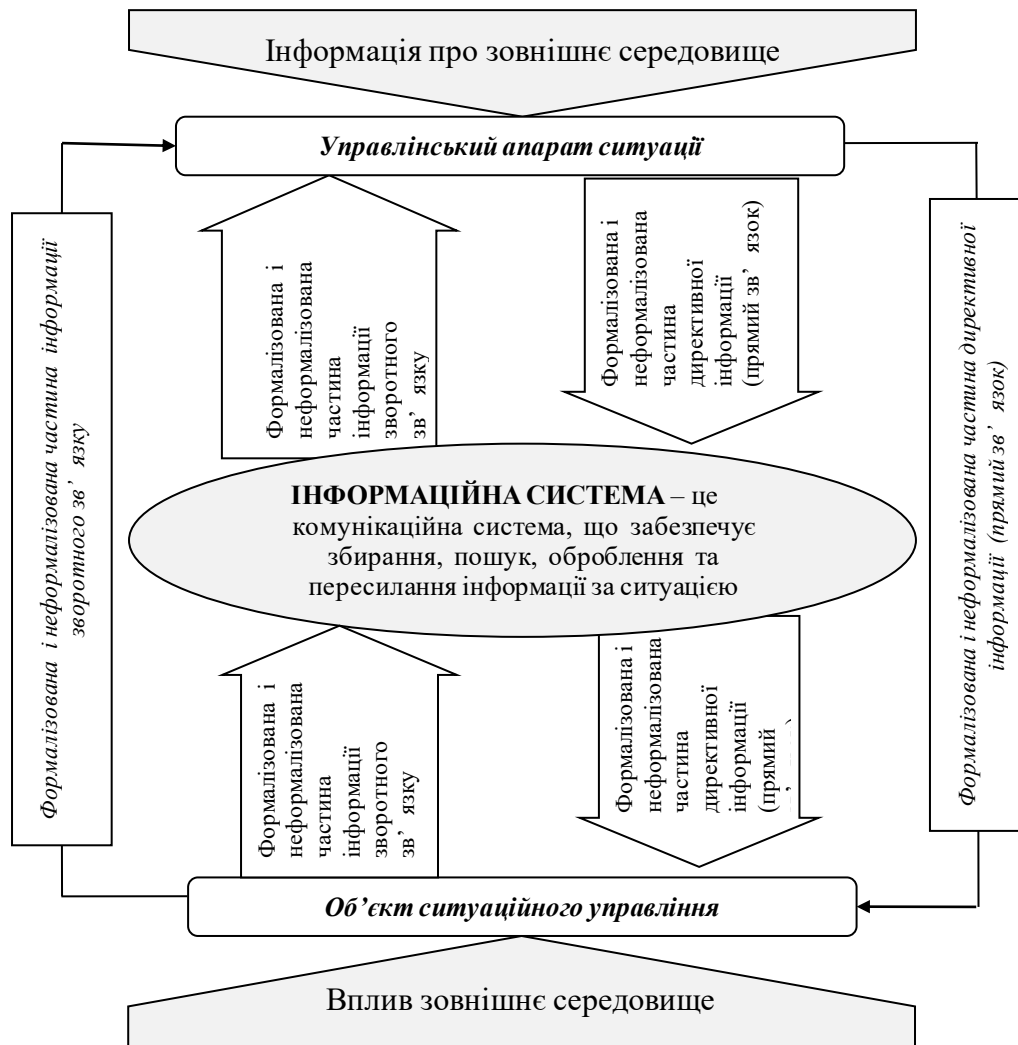 Інформація про зовнішнє середовище
Управлінський апарат ситуації
Формалізована і неформалізована частина інформації
зворотного зв’ язку
Формалізована і
неформалізована
частина
інформації
зворотного
зв’ язку
Формалізована і
неформалізована
частина
директивної
інформації
(прямий зв’ язок)
Формалізована і неформалізована частина директивної
інформації (прямий зв’ язок)
ІНФОРМАЦІЙНА СИСТЕМА – це
комунікаційна система, що забезпечує
збирання, пошук, оброблення та
пересилання інформації за ситуацією
Формалізована і
неформалізована
частина
інформації
зворотного
зв’ язку
Формалізована і
неформалізована
частина
директивної
інформації
(прямий
Об’єкт ситуаційного управління
Вплив зовнішнє середовище